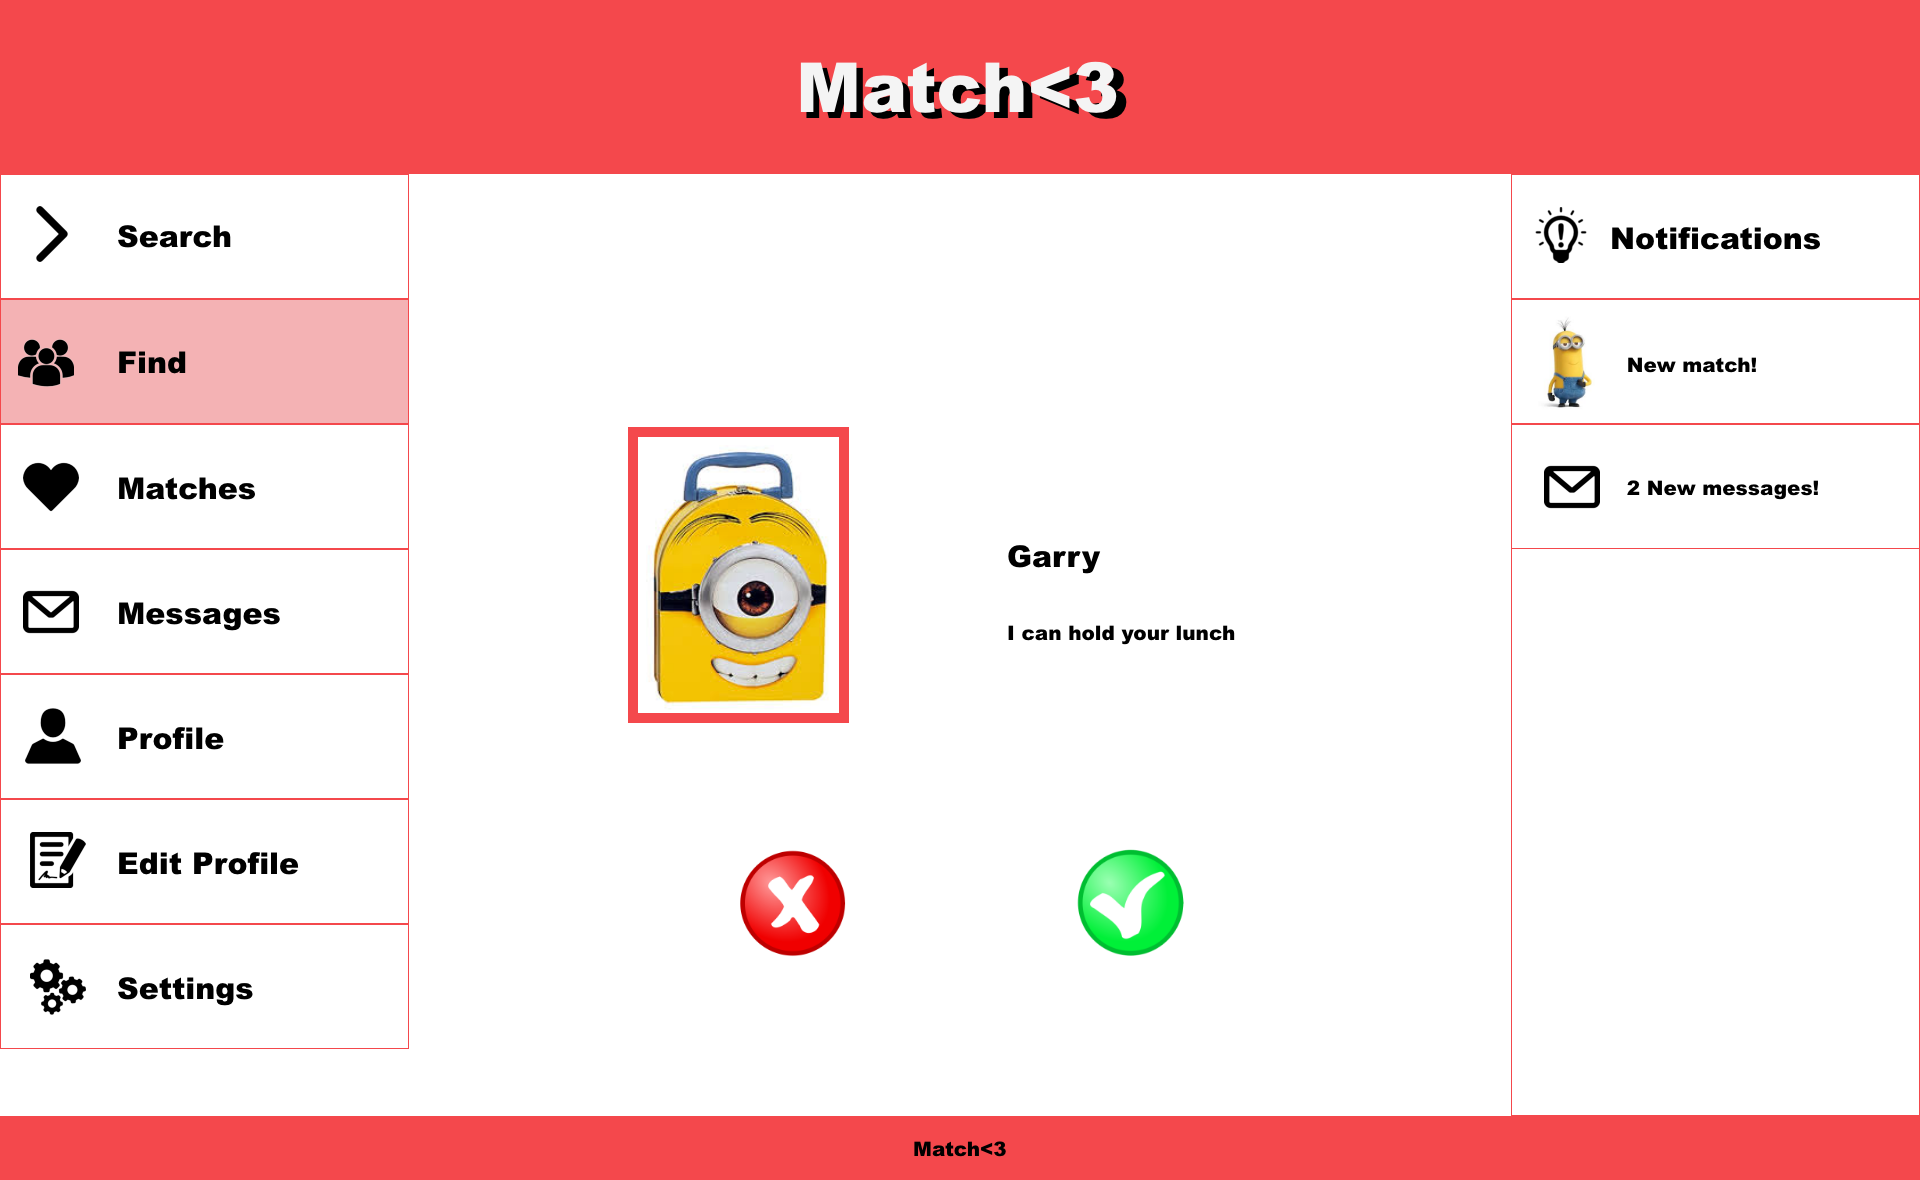 Match<3
Search
Find
Matches
Messages
Profile
Edit Profile
Settings
Garry
I can hold your lunch
Notifications
New match!
2 New messages!
Match<3